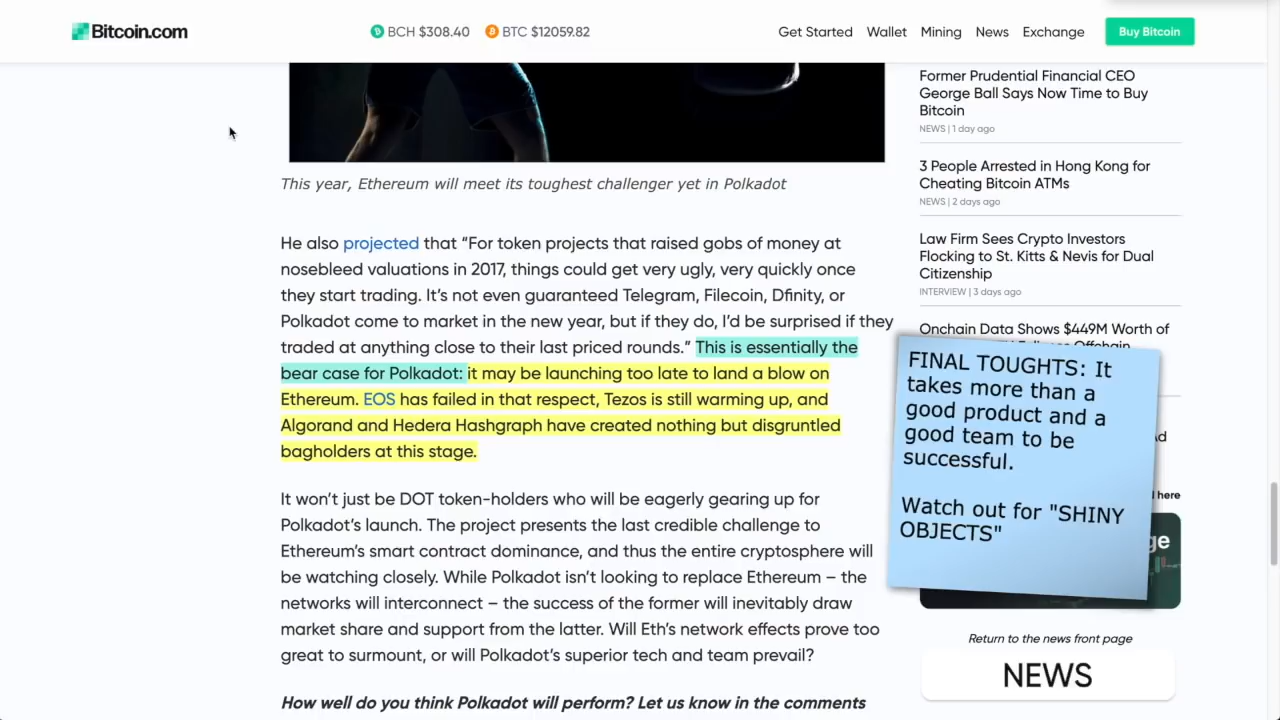 Bitcoin.com
BCH $308.40
BTC $12059.82
Get Started
Wallet
Mining
News
Exchange
Buy Bitcoin
This year, Ethereum will meet its toughest challenger yet in Polkadot
He also projected that “For token projects that raised gobs of money at
nosebleed valuations in 2017, things could get very ugly, very quickly once
they start trading. It’s not even guaranteed Telegram, Filecoin, Dfinity, or
Polkadot come to market in the new year, but if they do, I’d be surprised if they
traded at anything close to their last priced rounds.” This is essentially the
bear case for Polkadot: it may be launching too late to land a blow on
Ethereum. EOS has failed in that respect, Tezos is still warming up, and
Algorand and Hedera Hashgraph have created nothing but disgruntled
bagholders at this stage.
It won’t just be DOT token-holders who will be eagerly gearing up for
Polkadot’s launch. The project presents the last credible challenge to
Ethereum’s smart contract dominance, and thus the entire cryptosphere will
be watching closely. While Polkadot isn’t looking to replace Ethereum – the
networks will interconnect – the success of the former will inevitably draw
market share and support from the latter. Will Eth’s network effects prove too
great to surmount, or will Polkadot’s superior tech and team prevail?
How well do you think Polkadot will perform? Let us know in the comments
Former Prudential Financial CEO
George Ball Says Now Time to Buy
Bitcoin
NEWS | 1 day ago
3 People Arrested in Hong Kong for
Cheating Bitcoin ATMs
NEWS | 2 days ago
Law Firm Sees Crypto Investors
Flocking to St. Kitts & Nevis for Dual
Citizenship
INTERVIEW | 3 days ago
Onchain Data Shows $449M Worth of
FINAL TOUGHTS: It
takes more than a
good product and a
good team to be
successful.
Watch out for "SHINY
OBJECTS"
here
Return to the news front page
NEWS